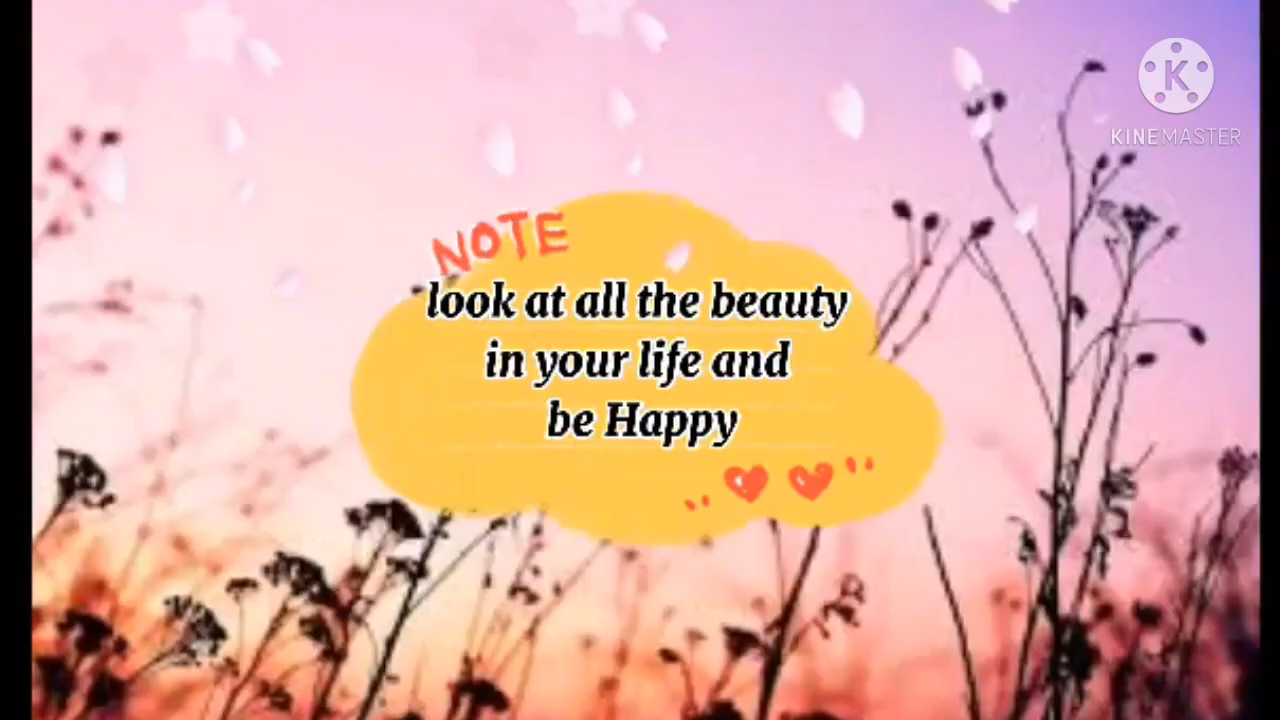 KINEMASTER
NOTE
look at all the beauty
in your life and
be Happy